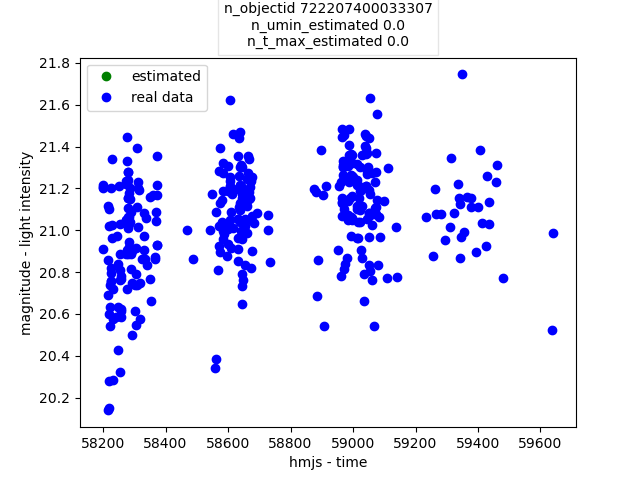 n_objectid 722207400033307
n_umin_estimated 0.0
n_t_max_estimated 0.0
estimated
real data
magnitude - light intensity
21.8
21.6
21.4
21.2
21.0
20.8
20.6
20.4
20.2
58200 58400 58600 58800 59000 59200 59400 59600
hmjs - time